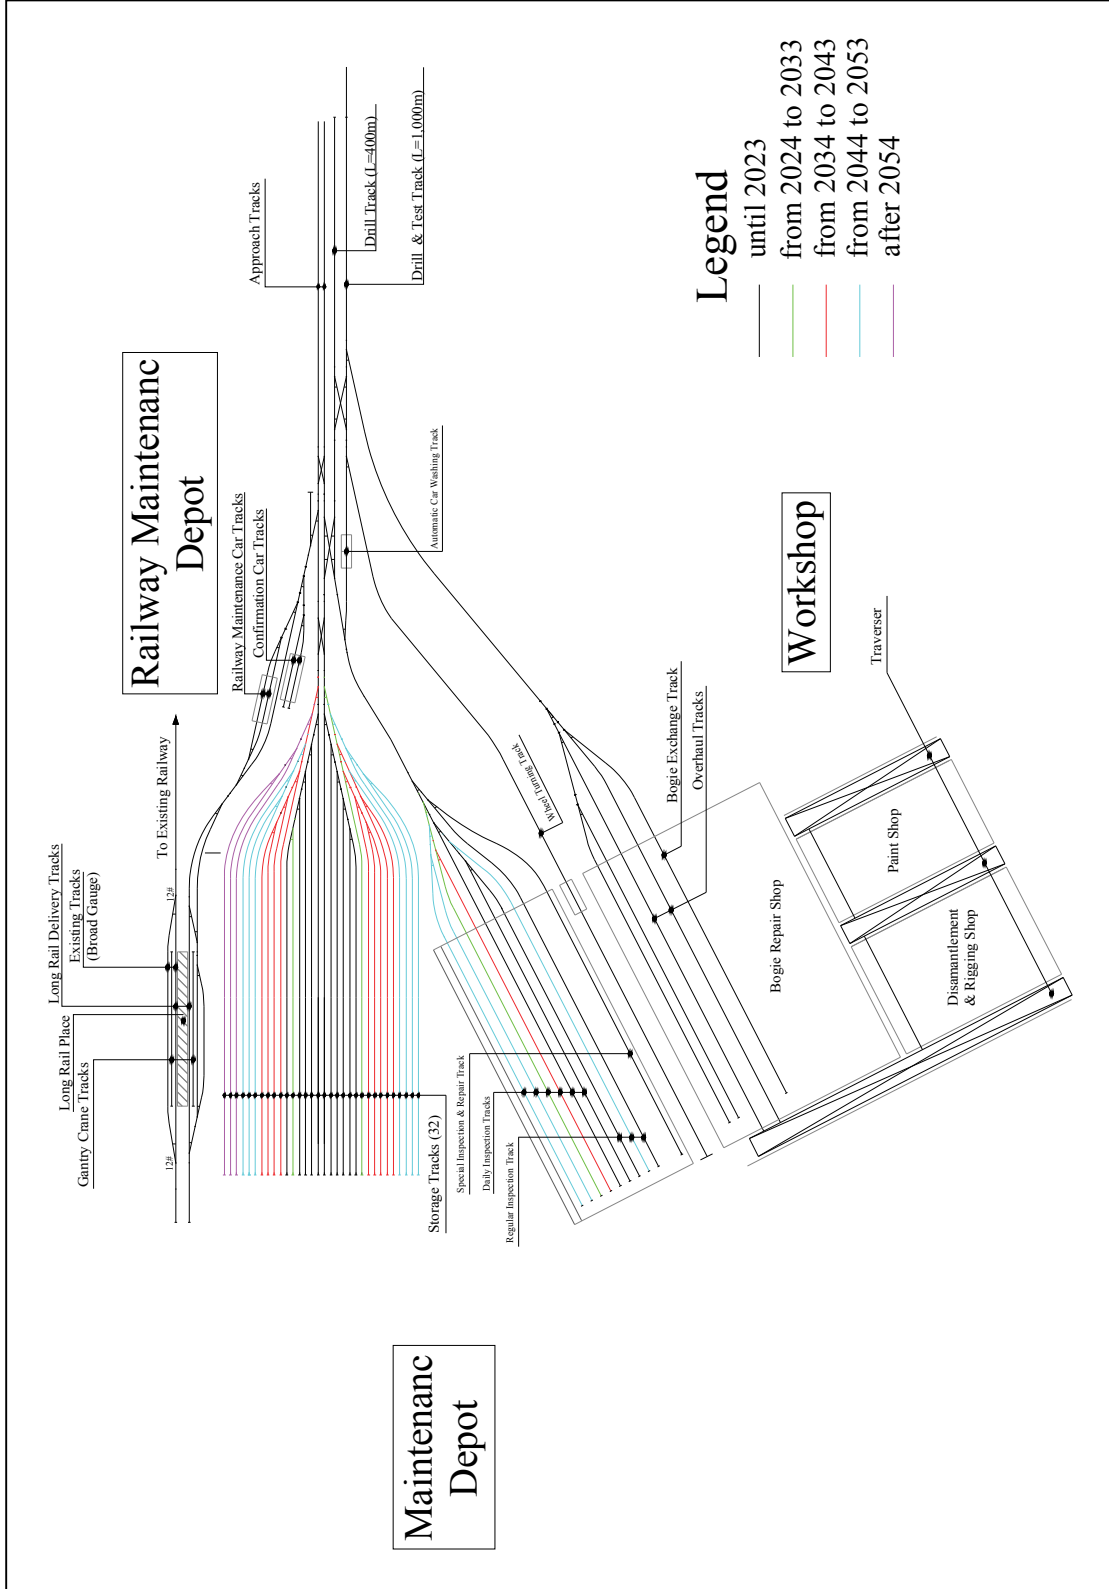 Railway Maintenanc
Depot
Maintenanc
Depot
Workshop
Legend
until 2023
from 2024 to 2033
from 2034 to 2043
from 2044 to 2053
after 2054
Approach Tracks
Drill Track (L=400m)
Drill & Test Track (L=1,000m)
Railway Maintenance Car Tracks
Confirmation Car Tracks
Automatic Car Washing Track
To Existing Railway
12#
12#
Long Rail Delivery Tracks
Existing Tracks
(Broad Gauge)
Long Rail Place
Gantry Crane Tracks
Storage Tracks (32)
Special Inspection & Repair Track
Daily Inspection Tracks
Regular Inspection Track
Wheel Turning Track
Bogie Exchange Track
Overhaul Tracks
Bogie Repair Shop
Paint Shop
Disamantlement
& Rigging Shop
Traverser